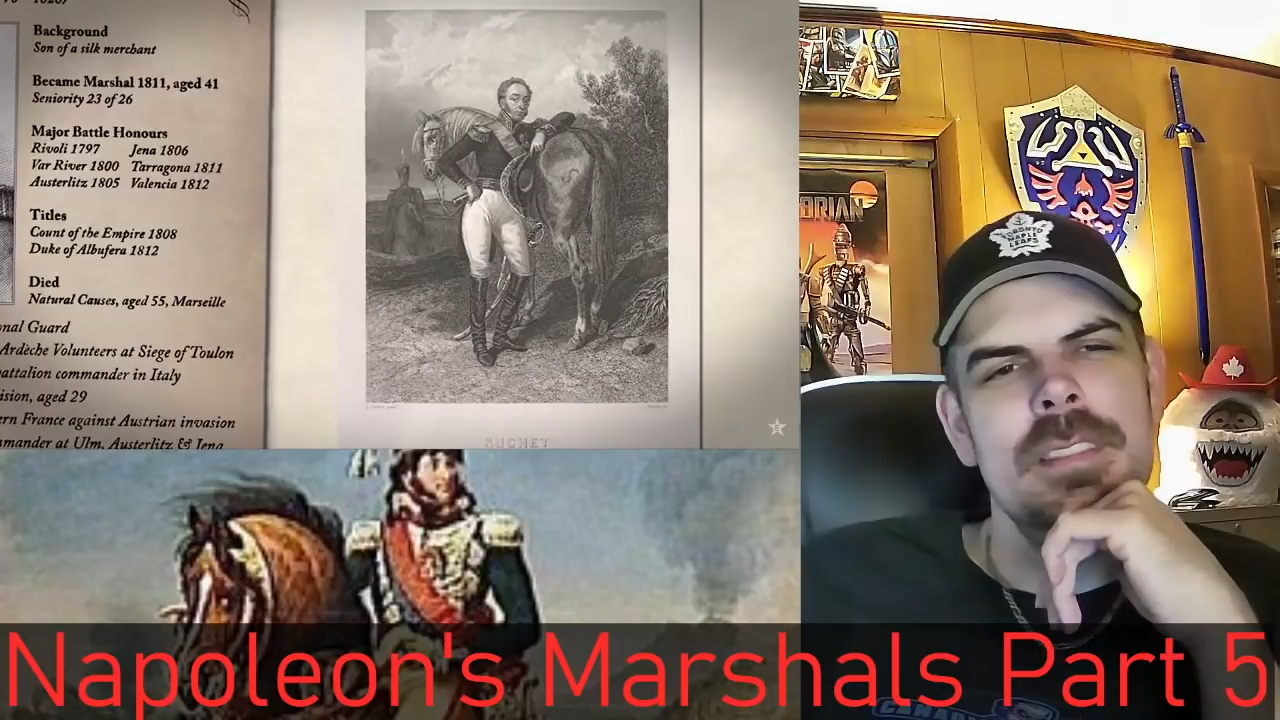 Background
Son of a silk merchant
Became Marshal 1811, aged 41
Seniority 23 of 26
Major Battle Honours
Rivoli 1797 Jena 1806
Var River 1800 Tarragona 1811
Austerlitz 1805 Valencia 1812
Titles
Count of the Empire 1808
Duke of Albufera 1812
Died
Natural Causes, aged 55, Marseille
nal Guard
Ardèche Volunteers at Siege of Toulon
attalion commander in Italy
ision, aged 29
ern France against Austrian invasion
mmander at Ulm, Austerlitz & Jena
SUCHET
ORIAN
TORONTO
MAPLE
LEAFS
Napoleon's Marshals Part 5